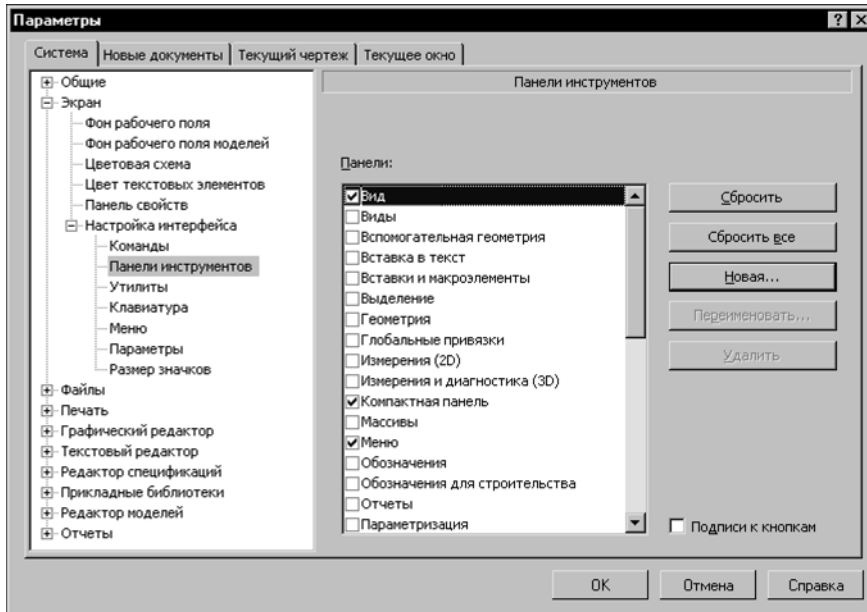 Параметры
Система
Новые документы
Текущий чертеж
Текущее окно
Общие
Экран
Фон рабочего поля
Фон рабочего поля моделей
Цветовая схема
Цвет текстовых элементов
Панель свойств
Настройка интерфейса
Команды
Панели инструментов
Утилиты
Клавиатура
Меню
Параметры
Размер значков
Файлы
Печать
Графический редактор
Текстовый редактор
Редактор спецификаций
Прикладные библиотеки
Редактор моделей
Отчеты
Панели инструментов
Панели:
Вид
Виды
Вспомогательная геометрия
Вставка в текст
Вставки и макроэлементы
Выделение
Геометрия
Глобальные привязки
Измерения (2D)
Измерения и диагностика (3D)
Компактная панель
Массивы
Меню
Обозначения
Обозначения для строительства
Отчеты
Параметризация
Сбросить
Сбросить все
Новая...
Переименовать...
Удалить
Подписи к кнопкам
OK
Отмена
Справка